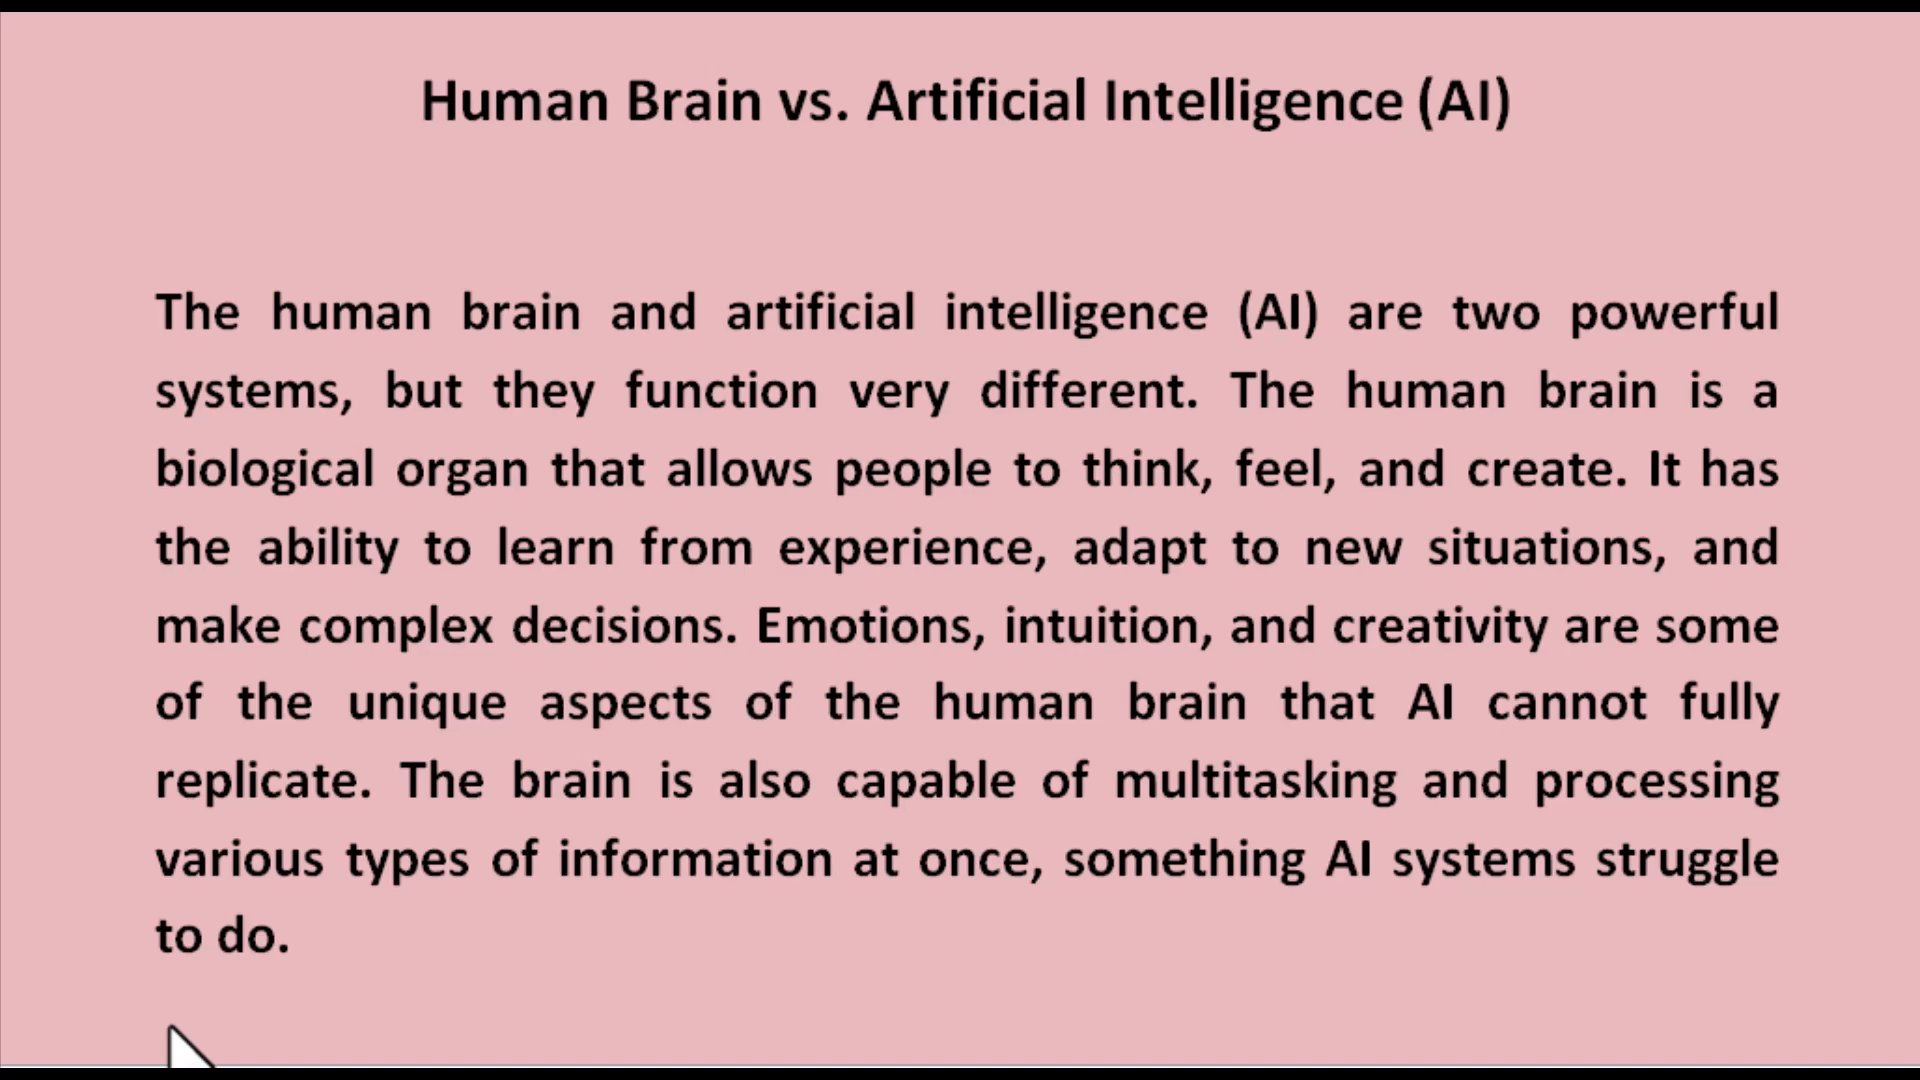 Human Brain vs. Artificial Intelligence (AI)
The human brain and artificial intelligence (AI) are two powerful
systems, but they function very different. The human brain is a
biological organ that allows people to think, feel, and create. It has
the ability to learn from experience, adapt to new situations, and
make complex decisions. Emotions, intuition, and creativity are some
of the unique aspects of the human brain that AI cannot fully
replicate. The brain is also capable of multitasking and processing
various types of information at once, something AI systems struggle
to do.